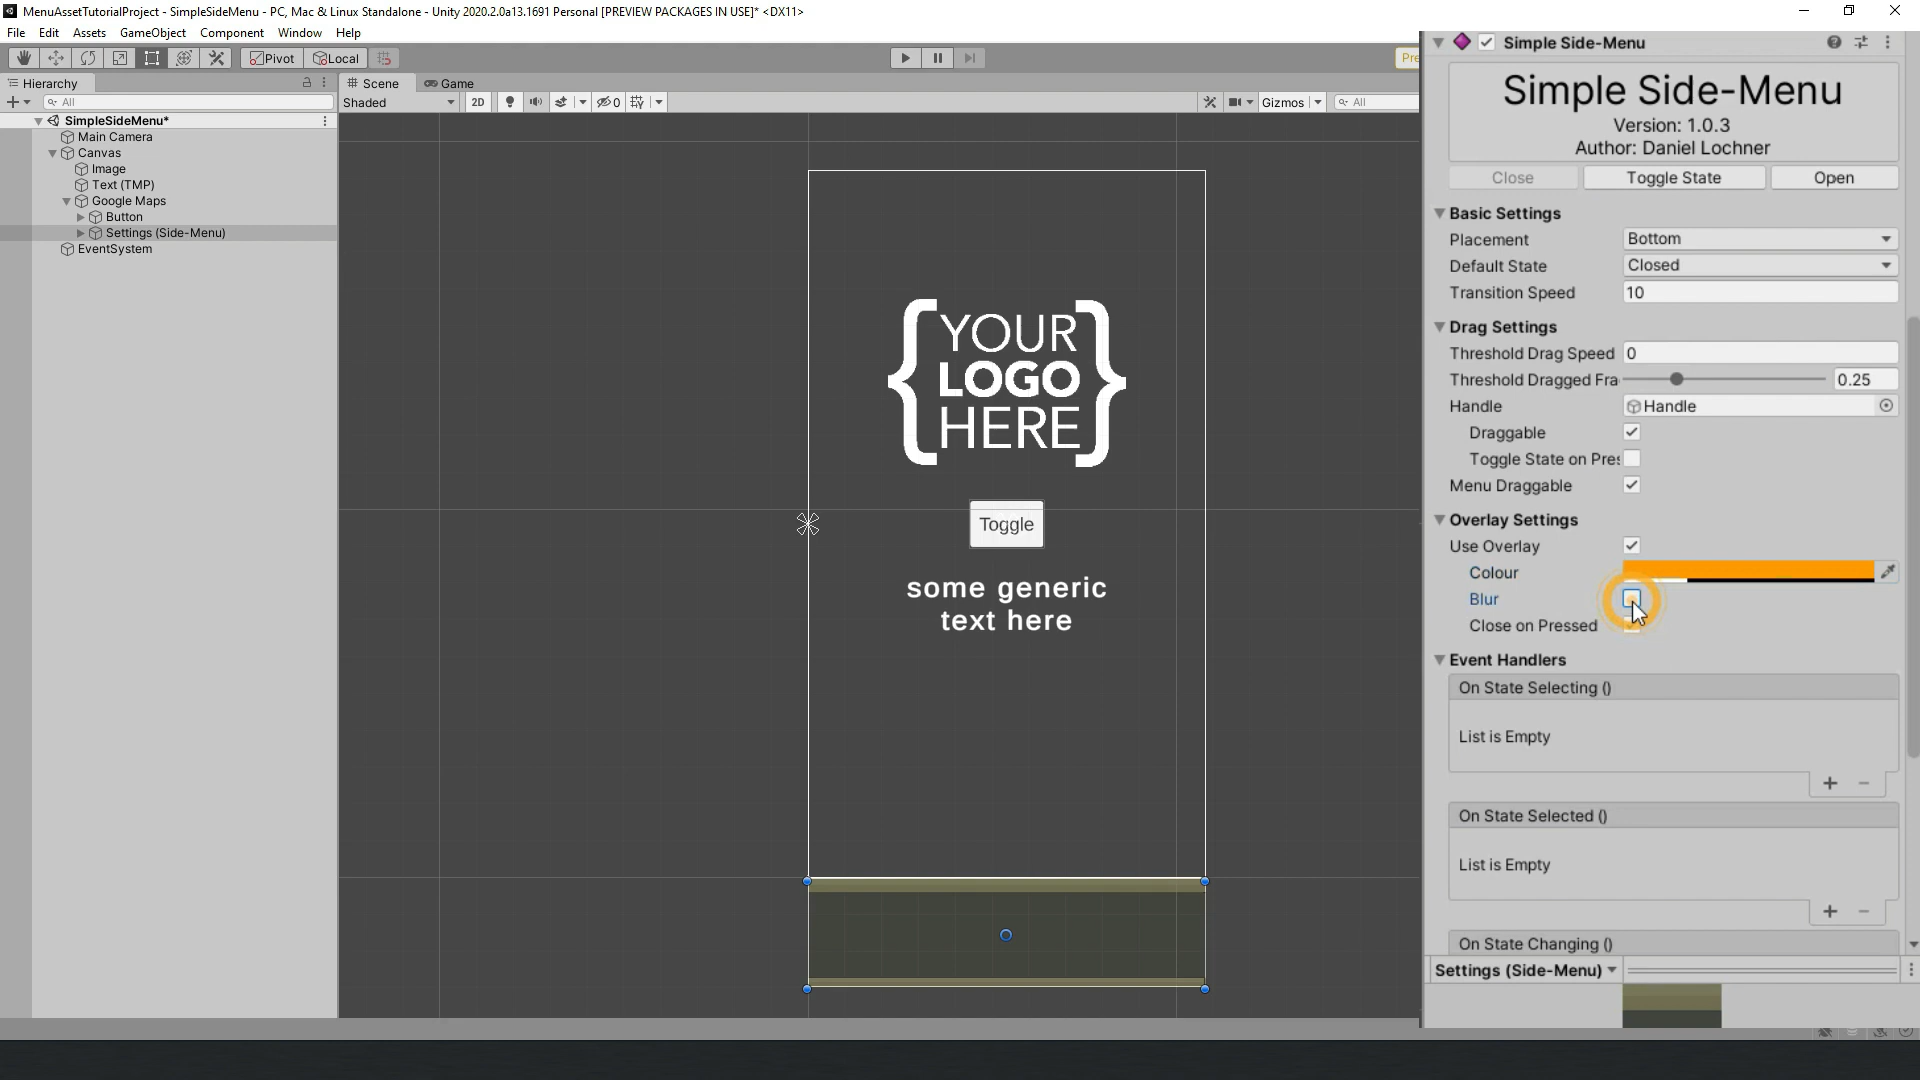 MenuAssetTutorialProject - SimpleSideMenu - PC, Mac & Linux Standalone - Unity 2020.2.0a13.1691 Personal [PREVIEW PACKAGES IN USE]* <DX11>
File Edit Assets GameObject Component Window Help
Pivot Local
Pre
Hierarchy
Scene Game
All
Shaded 2D 0 Gizmos All
SimpleSideMenu*
Main Camera
Canvas
Image
Text (TMP)
Google Maps
Button
Settings (Side-Menu)
EventSystem
YOUR
LOGO
HERE
Toggle
some generic
text here
Simple Side-Menu
Simple Side-Menu
Version: 1.0.3
Author: Daniel Lochner
Close Toggle State Open
Basic Settings
Placement Bottom
Default State Closed
Transition Speed 10
Drag Settings
Threshold Drag Speed 0
Threshold Dragged Fra 0.25
Handle Handle
Draggable
Toggle State on Pres
Menu Draggable
Overlay Settings
Use Overlay
Colour
Blur
Close on Pressed
Event Handlers
On State Selecting ()
List is Empty
+ −
On State Selected ()
List is Empty
+ −
On State Changing ()
Settings (Side-Menu)